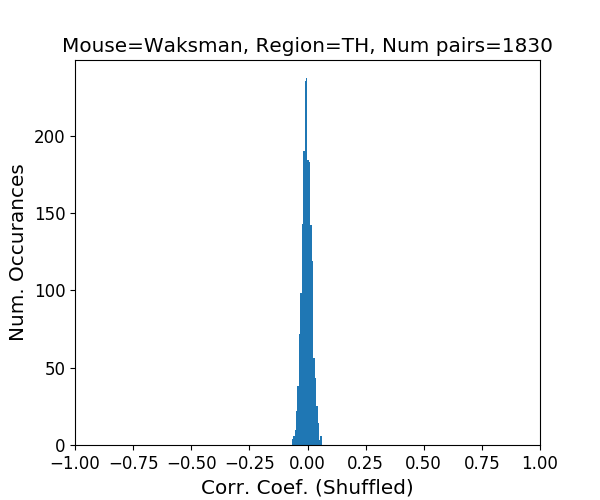 Mouse=Waksman, Region=TH, Num pairs=1830
Num. Occurances
200
150
100
50
0
−1.00 −0.75 −0.50 −0.25 0.00 0.25 0.50 0.75 1.00
Corr. Coef. (Shuffled)